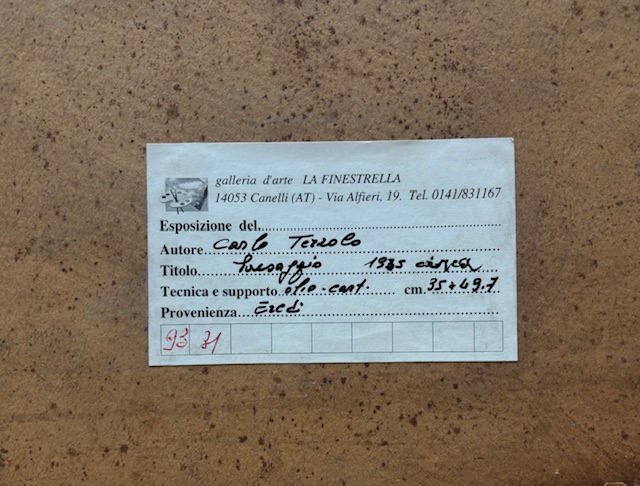 galleria d'arte LA FINESTRELLA
14053 Canelli (AT) - Via Alfieri, 19. Tel. 0141/831167
Esposizione del
Autore Carlo Terzolo
Titolo Paesaggio 1935 circa
Tecnica e supporto olio-cart. cm. 35+49.7
Provenienza Eredi
93 31